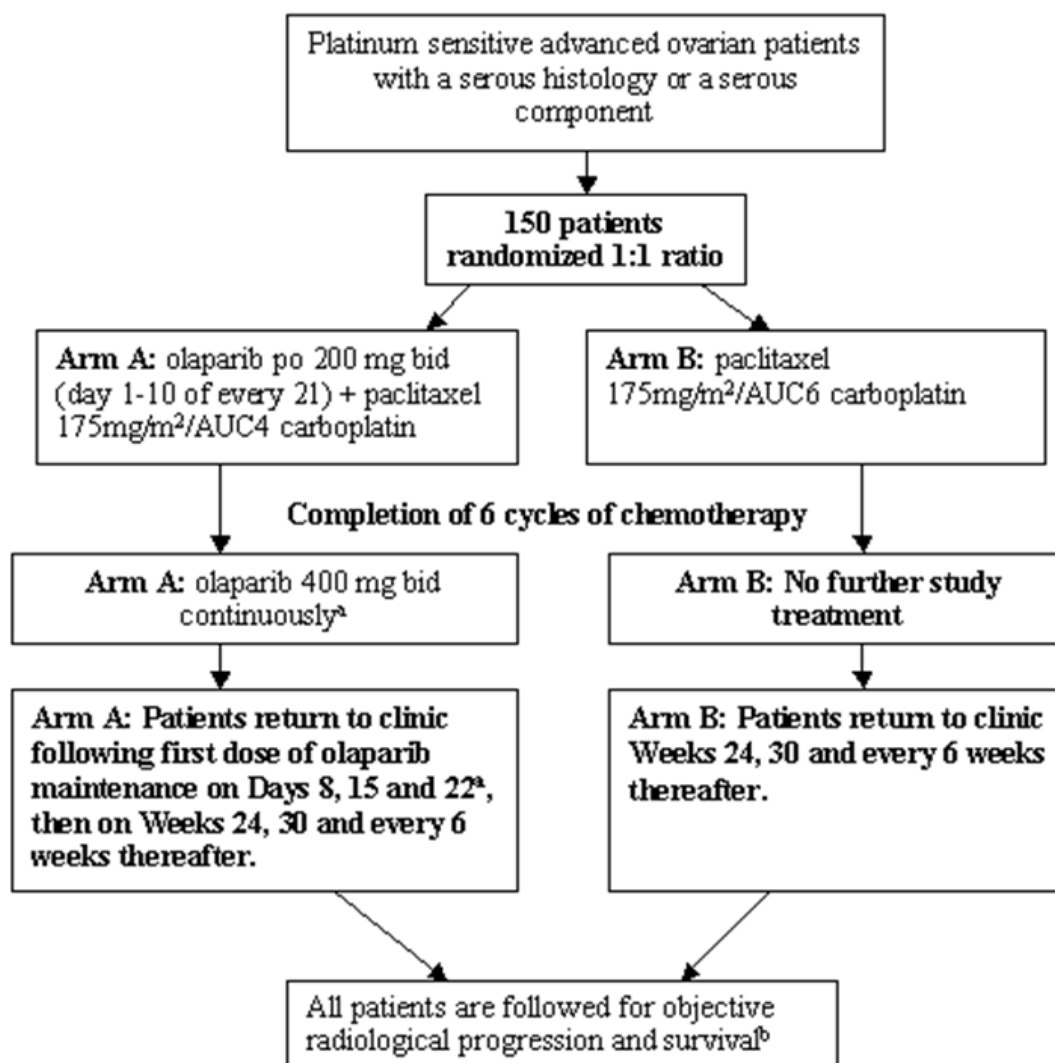 Platinum sensitive advanced ovarian patients
with a serous histology or a serous
component
150 patients
randomized 1:1 ratio
Arm A: olaparib po 200 mg bid
(day 1-10 of every 21) + paclitaxel
175mg/m²/AUC4 carboplatin
Arm B: paclitaxel
175mg/m²/AUC6 carboplatin
Completion of 6 cycles of chemotherapy
Arm A: olaparib 400 mg bid
continuouslyᵃ
Arm B: No further study
treatment
Arm A: Patients return to clinic
following first dose of olaparib
maintenance on Days 8, 15 and 22ᵃ,
then on Weeks 24, 30 and every 6
weeks thereafter.
Arm B: Patients return to clinic
Weeks 24, 30 and every 6 weeks
thereafter.
All patients are followed for objective
radiological progression and survivalᵇ